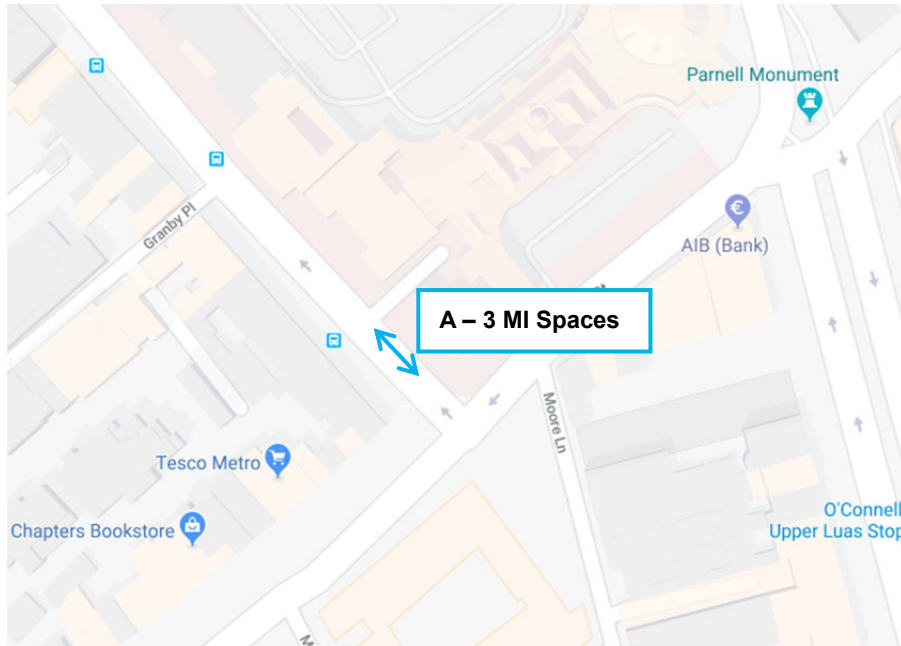 Parnell Monument
Granby Pl
AIB (Bank)
A – 3 MI Spaces
Moore Ln
Tesco Metro
Chapters Bookstore
O'Connell
Upper Luas Stop